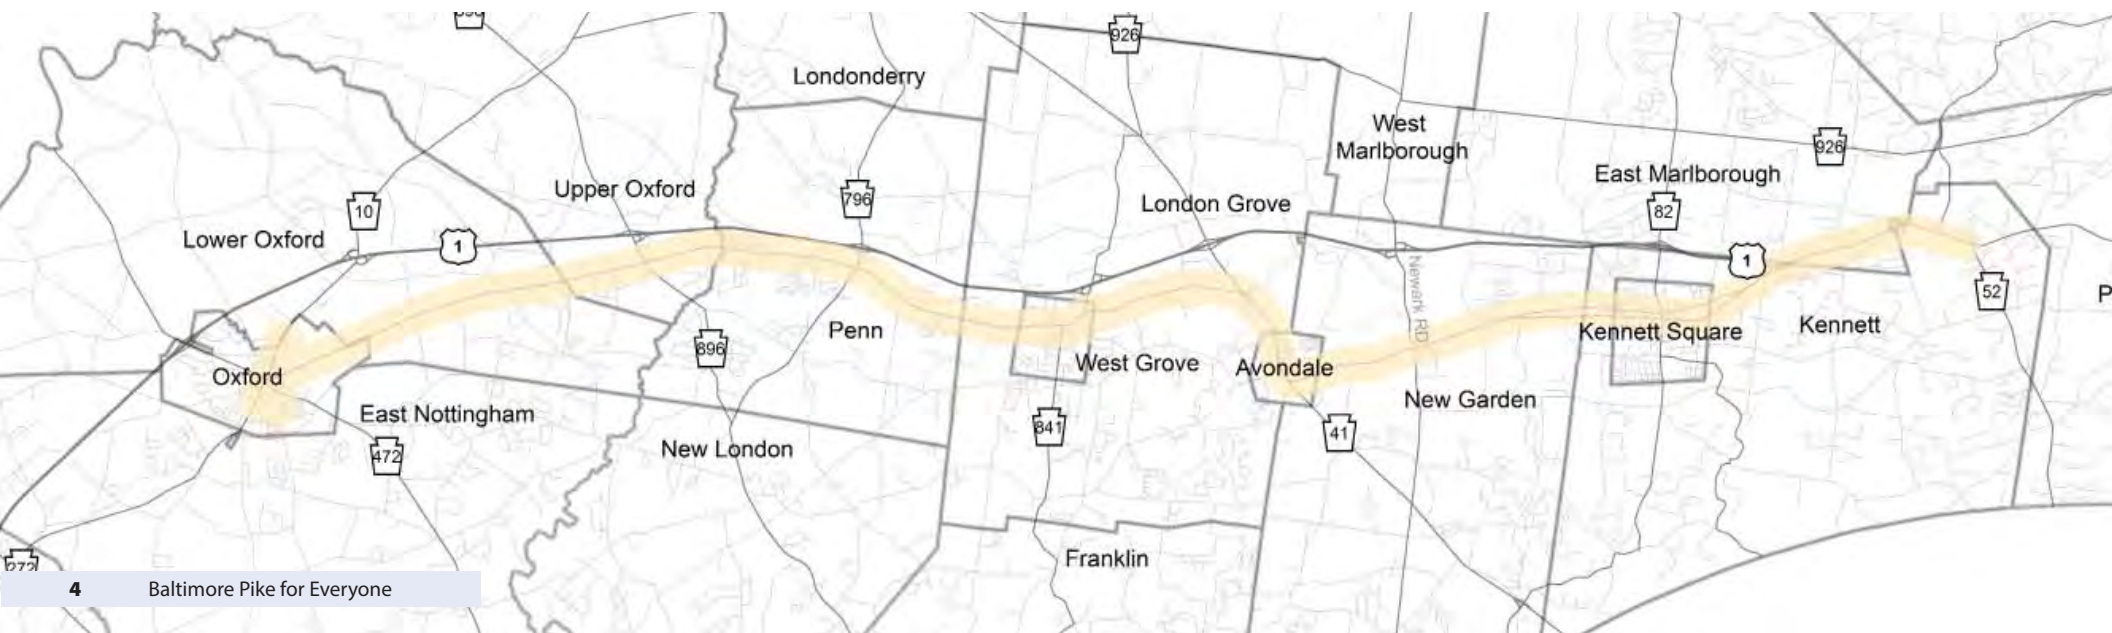 896
926
Londonderry
West
Marlborough
926
East Marlborough
Upper Oxford
796
London Grove
82
10
Lower Oxford
1
1
Newark RD
52
P
Kennett Square
Kennett
Penn
896
West Grove
Avondale
Oxford
New Garden
East Nottingham
841
41
New London
472
Franklin
272
4 Baltimore Pike for Everyone